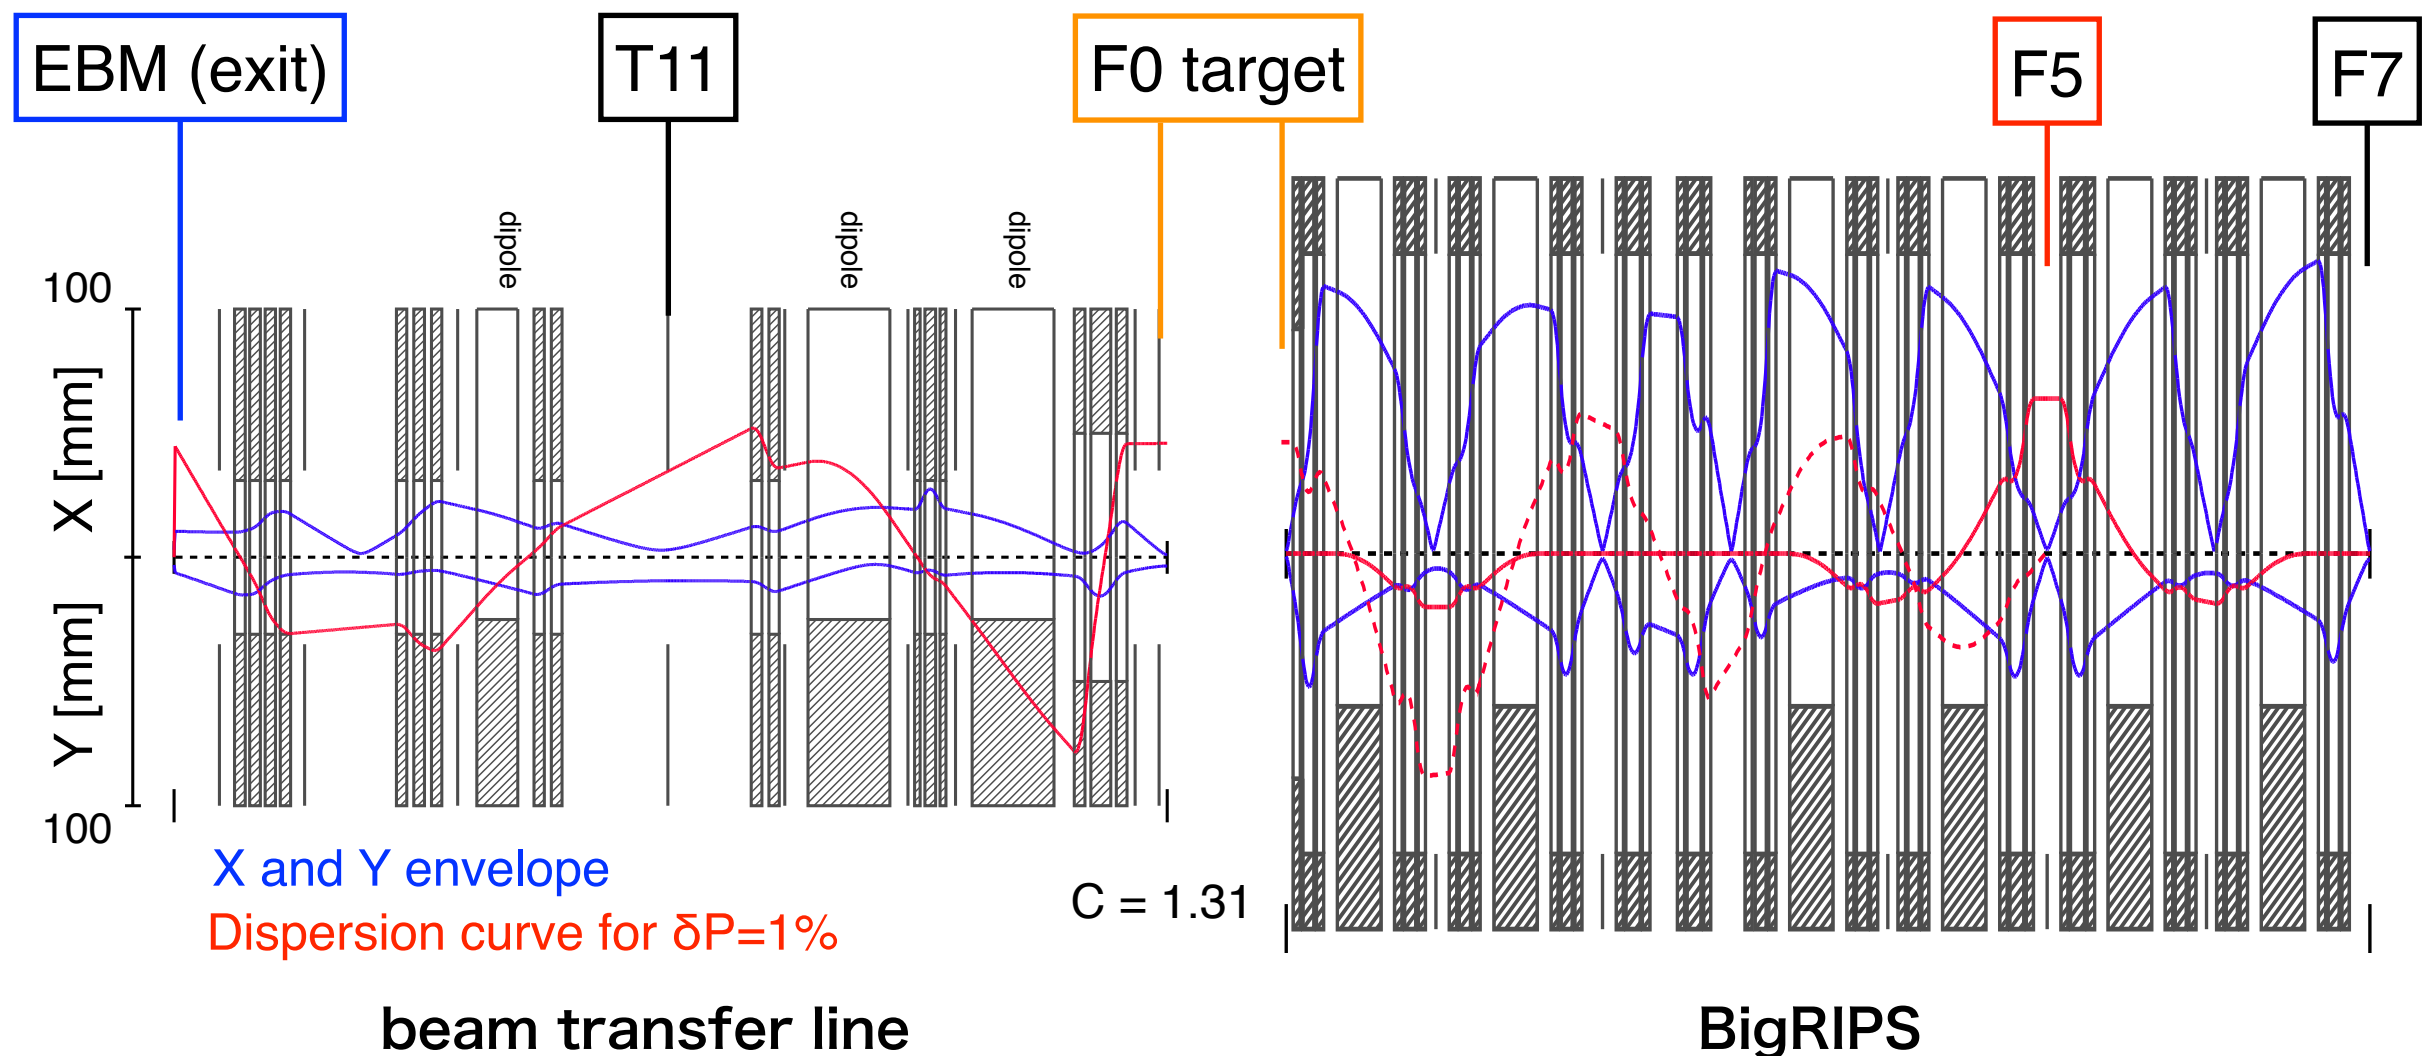 EBM (exit)
T11
F0 target
F5
F7
dipole
dipole
dipole
100
X [mm]
Y [mm]
100
X and Y envelope
Dispersion curve for δP=1%
C = 1.31
beam transfer line
BigRIPS